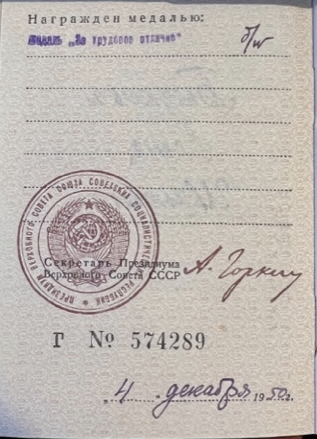 Награжден медалью:
Медаль „За трудовое отличие" б/№
ПРЕЗИДИУМ ВЕРХОВНОГО СОВЕТА СОЮЗА СОВЕТСКИХ СОЦИАЛИСТИЧЕСКИХ РЕСПУБЛИК
Секретарь Президиума
Верховного Совета СССР А. Горкин
Г № 574289
„4" декабря 1950 г.